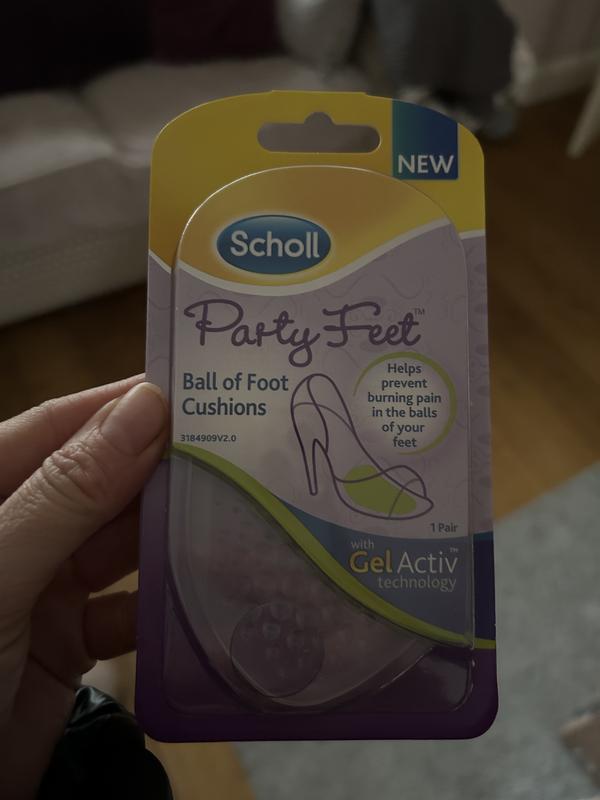 NEW
Scholl
Party Feet™
Ball of Foot
Cushions
3184909V2.0
Helps
prevent
burning pain
in the balls
of your
feet
1 Pair
with
GelActiv™
technology